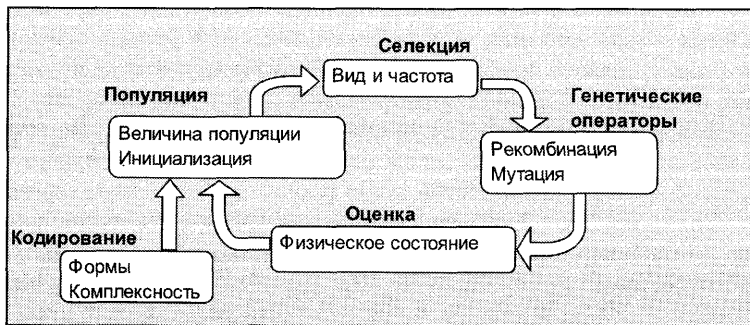 Селекция
Вид и частота
Популяция
Величина популяции
Инициализация
Генетические
операторы
Рекомбинация
Мутация
Оценка
Физическое состояние
Кодирование
Формы
Комплексность